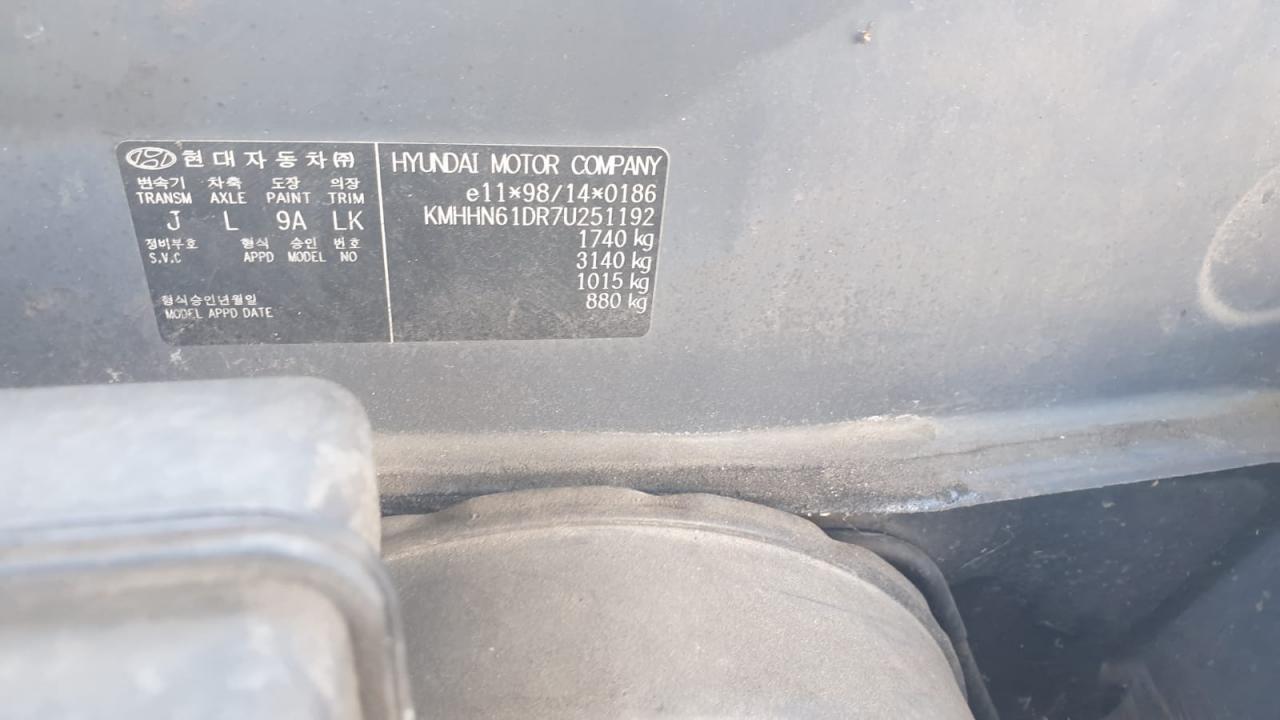 현대자동차㈜
변속기 차축 도장 의장
TRANSM AXLE PAINT TRIM
J L 9A LK
정비부호 형식 승인 번호
S.V.C APPD MODEL NO
형식승인년월일
MODEL APPD DATE
HYUNDAI MOTOR COMPANY
e11*98/14*0186
KMHHN61DR7U251192
1740 kg
3140 kg
1015 kg
880 kg